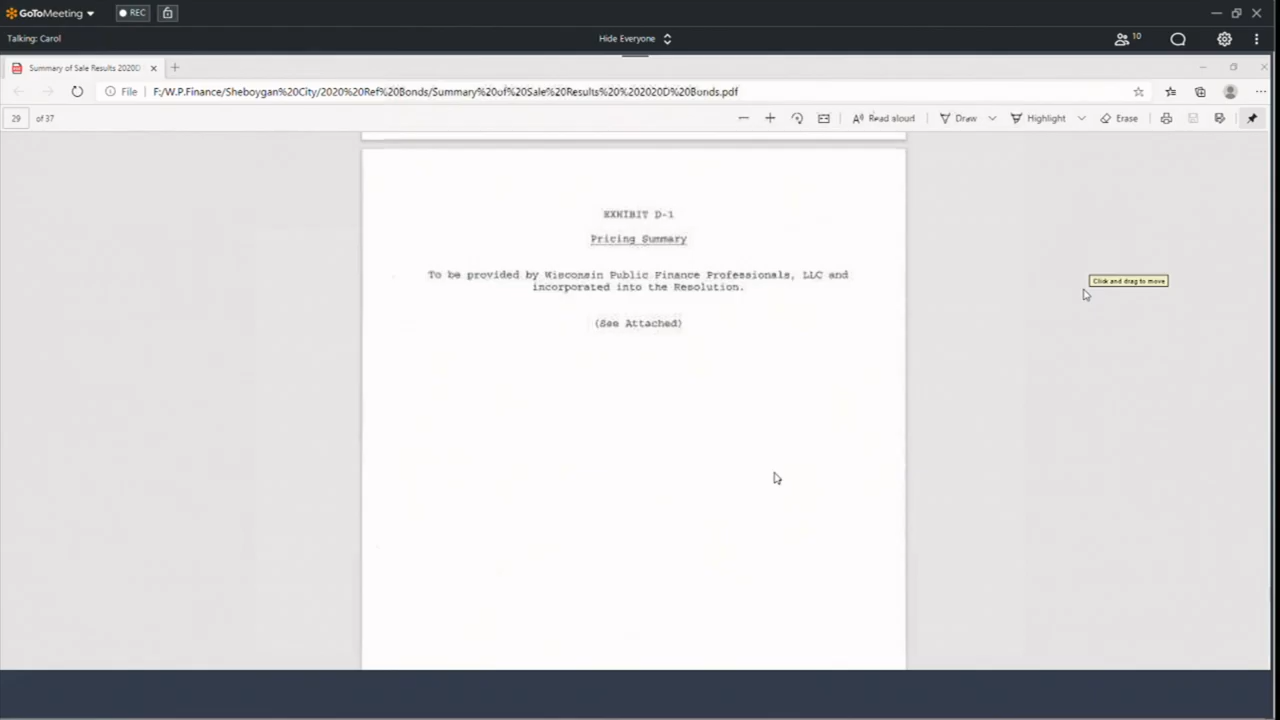 GoToMeeting
REC
Talking: Carol
Hide Everyone
10
Summary of Sale Results 2020D
File
F:/W.P.Finance/Sheboygan%20City/2020%20Ref%20Bonds/Summary%20of%20Sale%20Results%20%202020D%20Bonds.pdf
29 of 37
Read aloud
Draw
Highlight
Erase
EXHIBIT D-1
Pricing Summary
To be provided by Wisconsin Public Finance Professionals, LLC and
incorporated into the Resolution.
(See Attached)
Click and drag to move